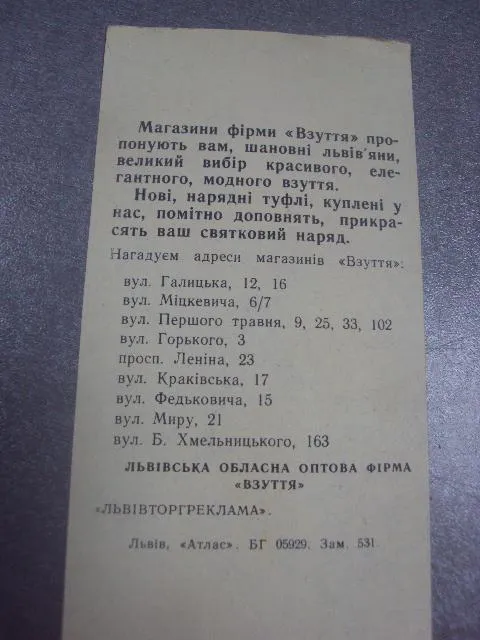 Магазини фірми «Взуття» про-
понують вам, шановні львів'яни,
великий вибір красивого, еле-
гантного, модного взуття.
Нові, нарядні туфлі, куплені у
нас, помітно доповнять, прикра-
сять ваш святковий наряд.
Нагадуєм адреси магазинів «Взуття»:
вул. Галицька, 12, 16
вул. Міцкевича, 6/7
вул. Першого травня, 9, 25, 33, 102
вул. Горького, 3
просп. Леніна, 23
вул. Краківська, 17
вул. Федьковича, 15
вул. Миру, 21
вул. Б. Хмельницького, 163
ЛЬВІВСЬКА ОБЛАСНА ОПТОВА ФІРМА
«ВЗУТТЯ»
«ЛЬВІВТОРГРЕКЛАМА».
Львів, «Атлас». БГ 05929. Зам. 531.